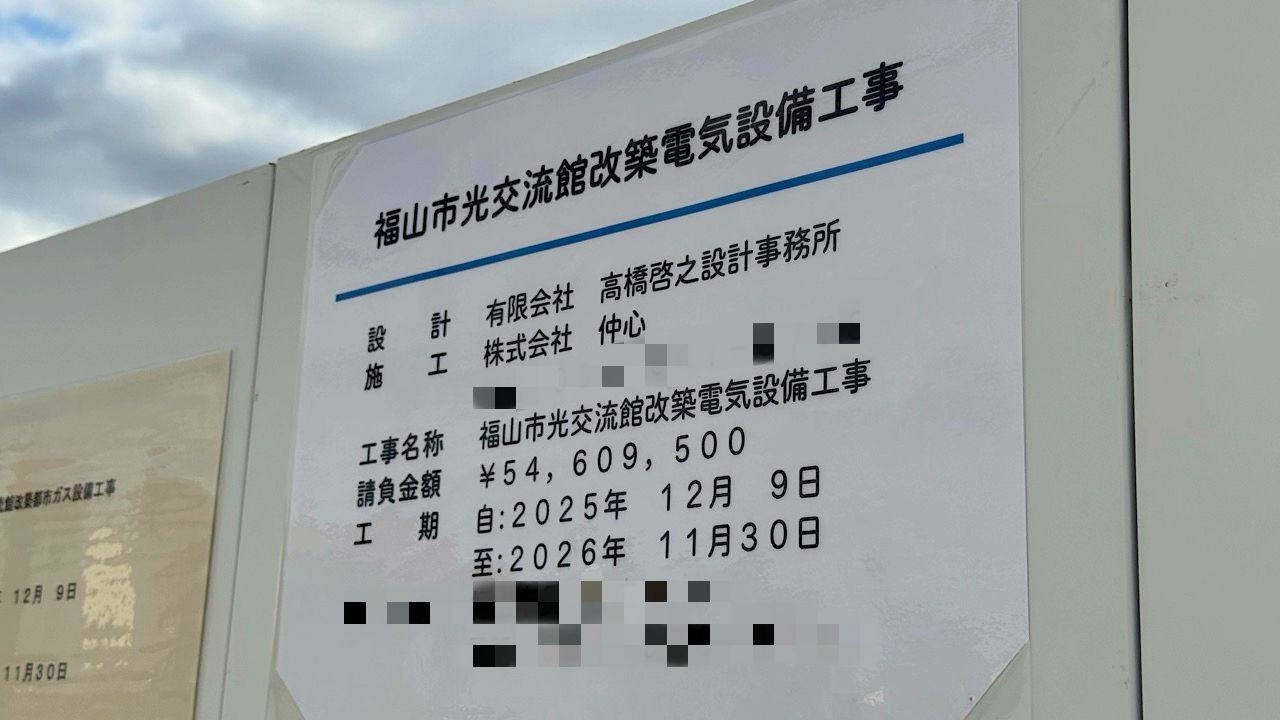 福山市光交流館改築電気設備工事
設　計　有限会社　高橋啓之設計事務所
施　工　株式会社　仲心
工事名称　福山市光交流館改築電気設備工事
請負金額　¥54,609,500
工　期　自:2025年　12月　9日
至:2026年　11月30日
館改築都市ガス設備工事
12月　9日
11月30日